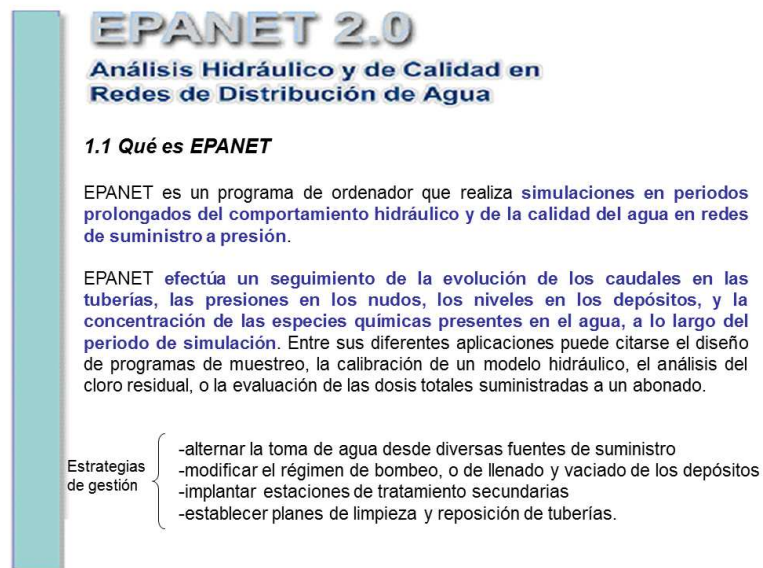 EPANET 2.0
Análisis Hidráulico y de Calidad en
Redes de Distribución de Agua
1.1 Qué es EPANET
EPANET es un programa de ordenador que realiza simulaciones en periodos
prolongados del comportamiento hidráulico y de la calidad del agua en redes
de suministro a presión.
EPANET efectúa un seguimiento de la evolución de los caudales en las
tuberías, las presiones en los nudos, los niveles en los depósitos, y la
concentración de las especies químicas presentes en el agua, a lo largo del
periodo de simulación. Entre sus diferentes aplicaciones puede citarse el diseño
de programas de muestreo, la calibración de un modelo hidráulico, el análisis del
cloro residual, o la evaluación de las dosis totales suministradas a un abonado.
Estrategias
de gestión
-alternar la toma de agua desde diversas fuentes de suministro
-modificar el régimen de bombeo, o de llenado y vaciado de los depósitos
-implantar estaciones de tratamiento secundarias
-establecer planes de limpieza y reposición de tuberías.